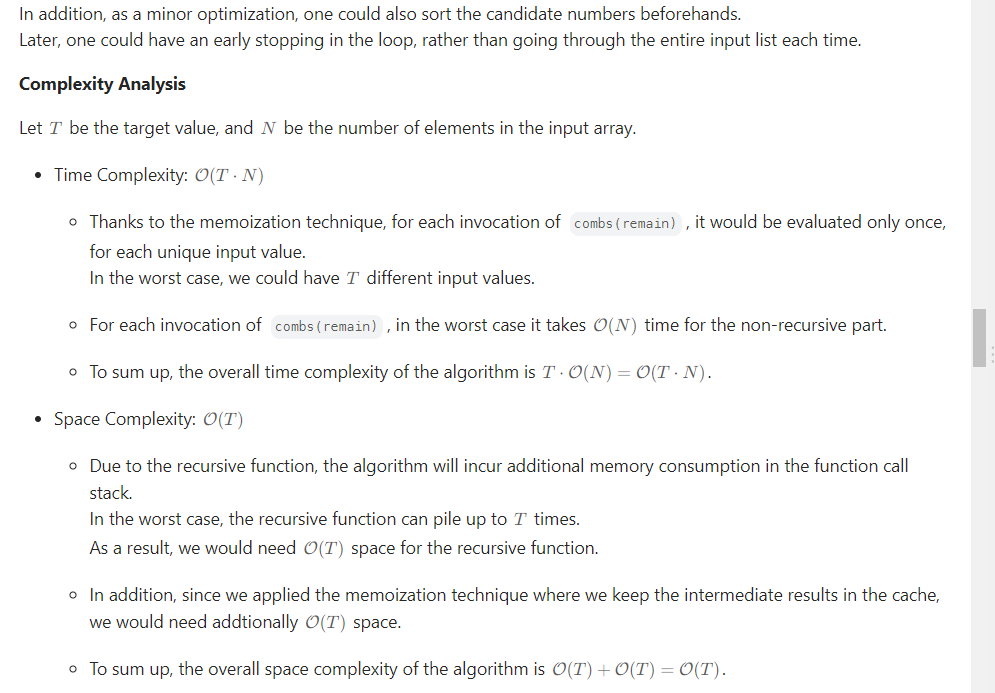 In addition, as a minor optimization, one could also sort the candidate numbers beforehands.
Later, one could have an early stopping in the loop, rather than going through the entire input list each time.
Complexity Analysis
Let T be the target value, and N be the number of elements in the input array.
• Time Complexity: 𝒪(T · N)
∘ Thanks to the memoization technique, for each invocation of combs(remain) , it would be evaluated only once,
for each unique input value.
In the worst case, we could have T different input values.
∘ For each invocation of combs(remain) , in the worst case it takes 𝒪(N) time for the non-recursive part.
∘ To sum up, the overall time complexity of the algorithm is T · 𝒪(N) = 𝒪(T · N).
• Space Complexity: 𝒪(T)
∘ Due to the recursive function, the algorithm will incur additional memory consumption in the function call
stack.
In the worst case, the recursive function can pile up to T times.
As a result, we would need 𝒪(T) space for the recursive function.
∘ In addition, since we applied the memoization technique where we keep the intermediate results in the cache,
we would need addtionally 𝒪(T) space.
∘ To sum up, the overall space complexity of the algorithm is 𝒪(T) + 𝒪(T) = 𝒪(T).